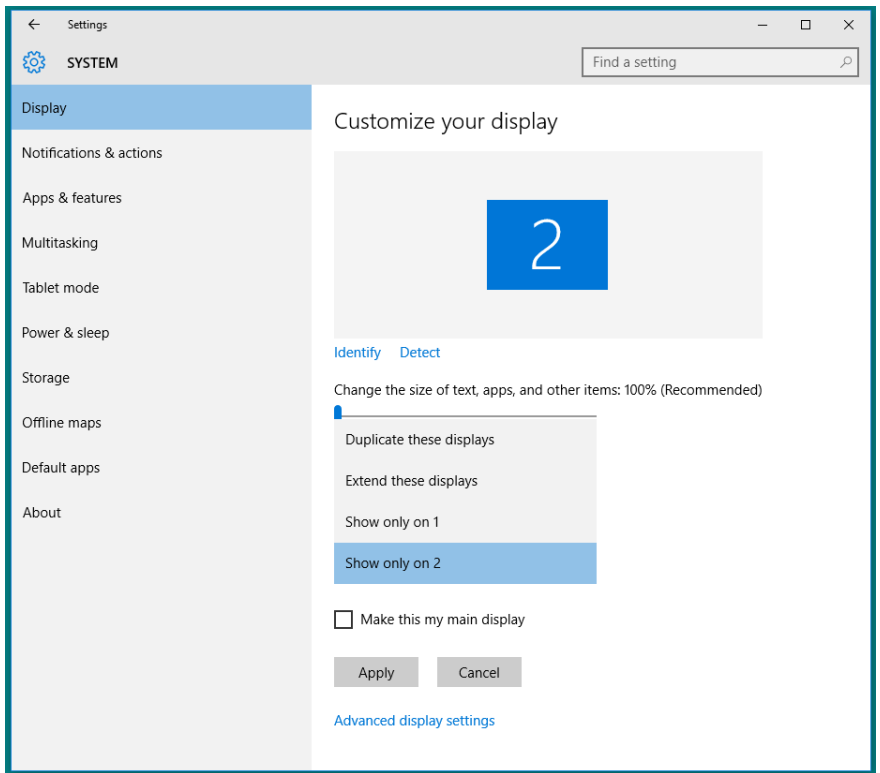 Settings
SYSTEM
Find a setting
Display
Notifications & actions
Apps & features
Multitasking
Tablet mode
Power & sleep
Storage
Offline maps
Default apps
About
Customize your display
2
Identify Detect
Change the size of text, apps, and other items: 100% (Recommended)
Duplicate these displays
Extend these displays
Show only on 1
Show only on 2
Make this my main display
Apply Cancel
Advanced display settings